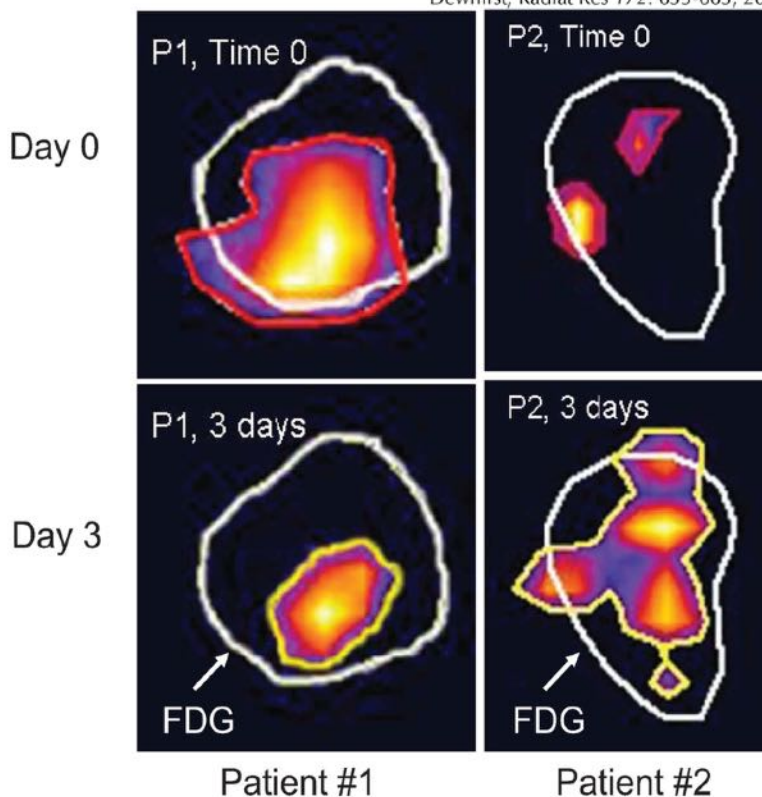 P1, Time 0
P2, Time 0
Day 0
P1, 3 days
P2, 3 days
Day 3
FDG
FDG
Patient #1
Patient #2